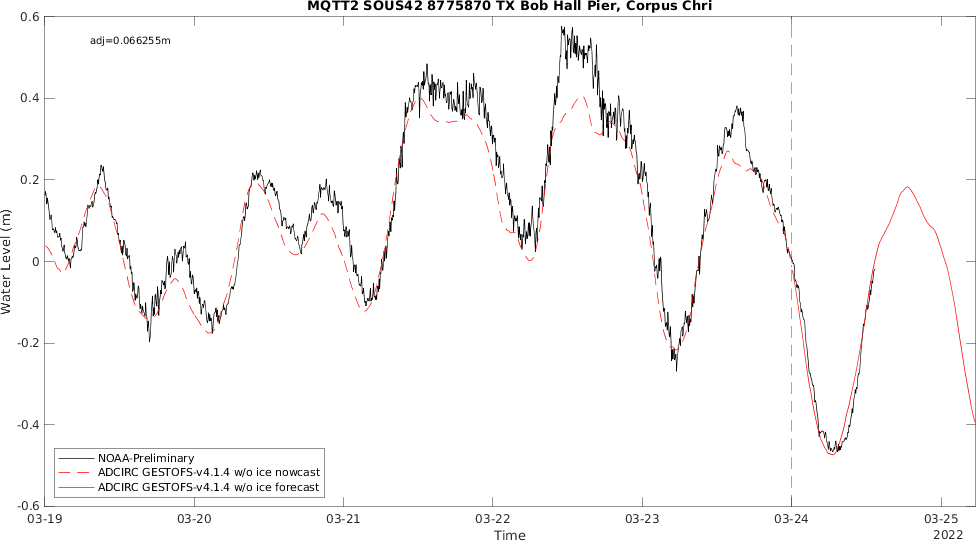 MQTT2 SOUS42 8775870 TX Bob Hall Pier, Corpus Chri
adj=0.066255m
0.6
0.4
0.2
0
-0.2
-0.4
-0.6
Water Level (m)
NOAA-Preliminary
ADCIRC GESTOFS-v4.1.4 w/o ice nowcast
ADCIRC GESTOFS-v4.1.4 w/o ice forecast
03-19
03-20
03-21
03-22
03-23
03-24
03-25
Time
2022